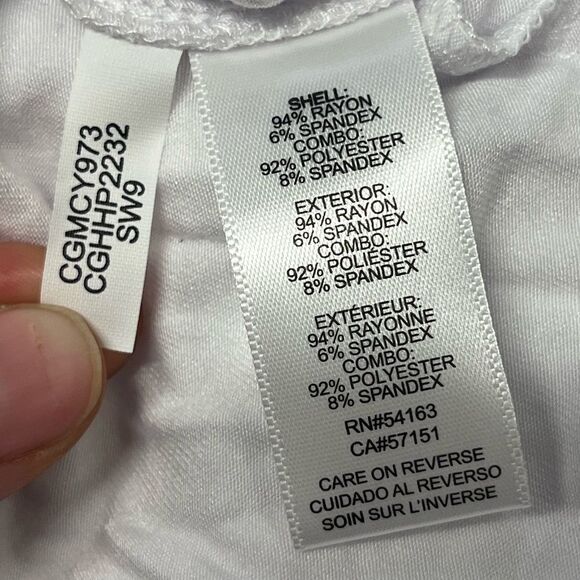 CGMCY973
CGHHP2232
SW9
SHELL:
94% RAYON
6% SPANDEX
COMBO:
92% POLYESTER
8% SPANDEX
EXTERIOR:
94% RAYON
6% SPANDEX
COMBO:
92% POLIÉSTER
8% SPANDEX
EXTÉRIEUR:
94% RAYONNE
6% SPANDEX
COMBO:
92% POLYESTER
8% SPANDEX
RN#54163
CA#57151
CARE ON REVERSE
CUIDADO AL REVERSO
SOIN SUR L'INVERSE